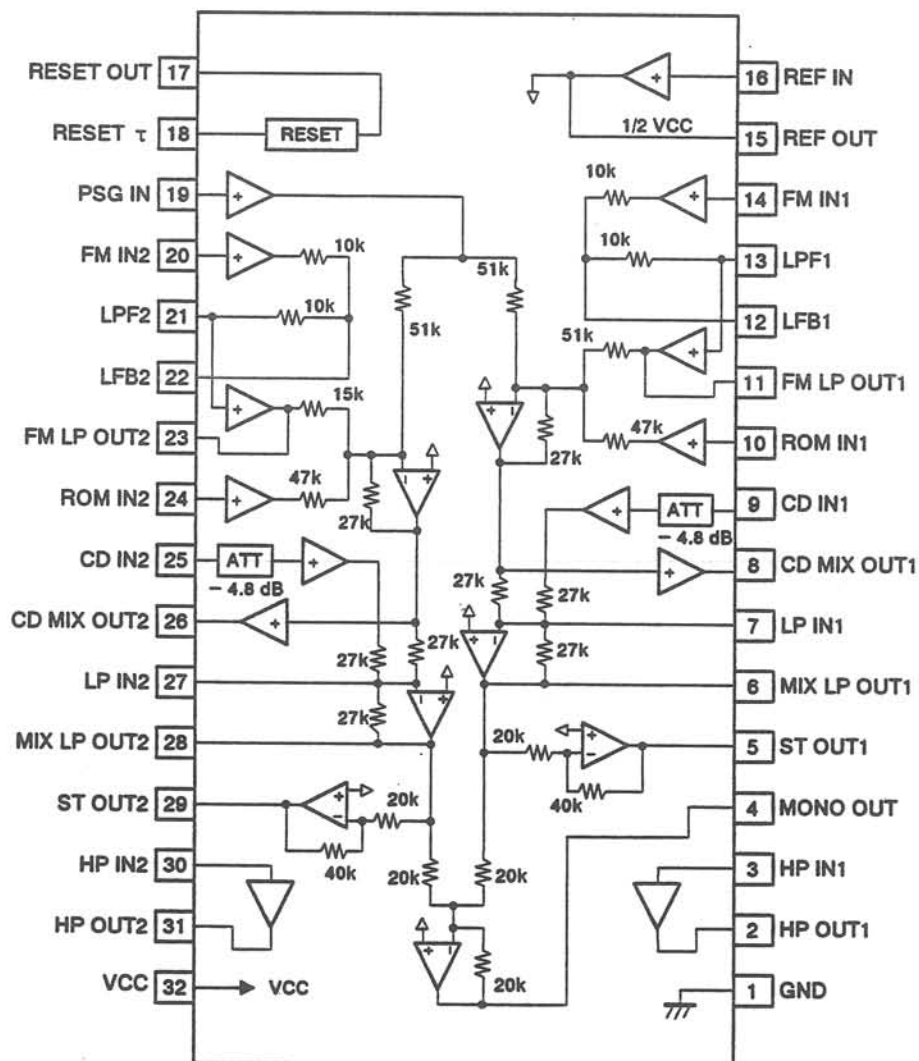 RESET OUT 17
RESET τ 18
RESET
PSG IN 19
FM IN2 20
10k
LPF2 21
10k
LFB2 22
15k
FM LP OUT2 23
47k
ROM IN2 24
27k
CD IN2 25
ATT
– 4.8 dB
CD MIX OUT2 26
27k
27k
LP IN2 27
27k
MIX LP OUT2 28
ST OUT2 29
20k
40k
HP IN2 30
HP OUT2 31
VCC 32
VCC
51k
51k
27k
27k
20k
20k
20k
16 REF IN
1/2 VCC
15 REF OUT
10k
14 FM IN1
10k
13 LPF1
12 LFB1
51k
11 FM LP OUT1
47k
10 ROM IN1
9 CD IN1
ATT
– 4.8 dB
8 CD MIX OUT1
27k
7 LP IN1
27k
6 MIX LP OUT1
20k
5 ST OUT1
40k
4 MONO OUT
3 HP IN1
2 HP OUT1
1 GND